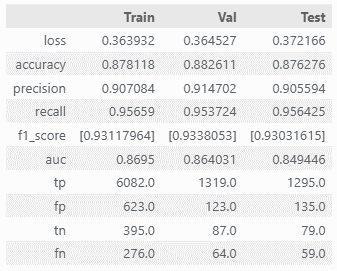 Train Val Test
loss 0.363932 0.364527 0.372166
accuracy 0.878118 0.882611 0.876276
precision 0.907084 0.914702 0.905594
recall 0.95659 0.953724 0.956425
f1_score [0.93117964] [0.9338053] [0.93031615]
auc 0.8695 0.864031 0.849446
tp 6082.0 1319.0 1295.0
fp 623.0 123.0 135.0
tn 395.0 87.0 79.0
fn 276.0 64.0 59.0